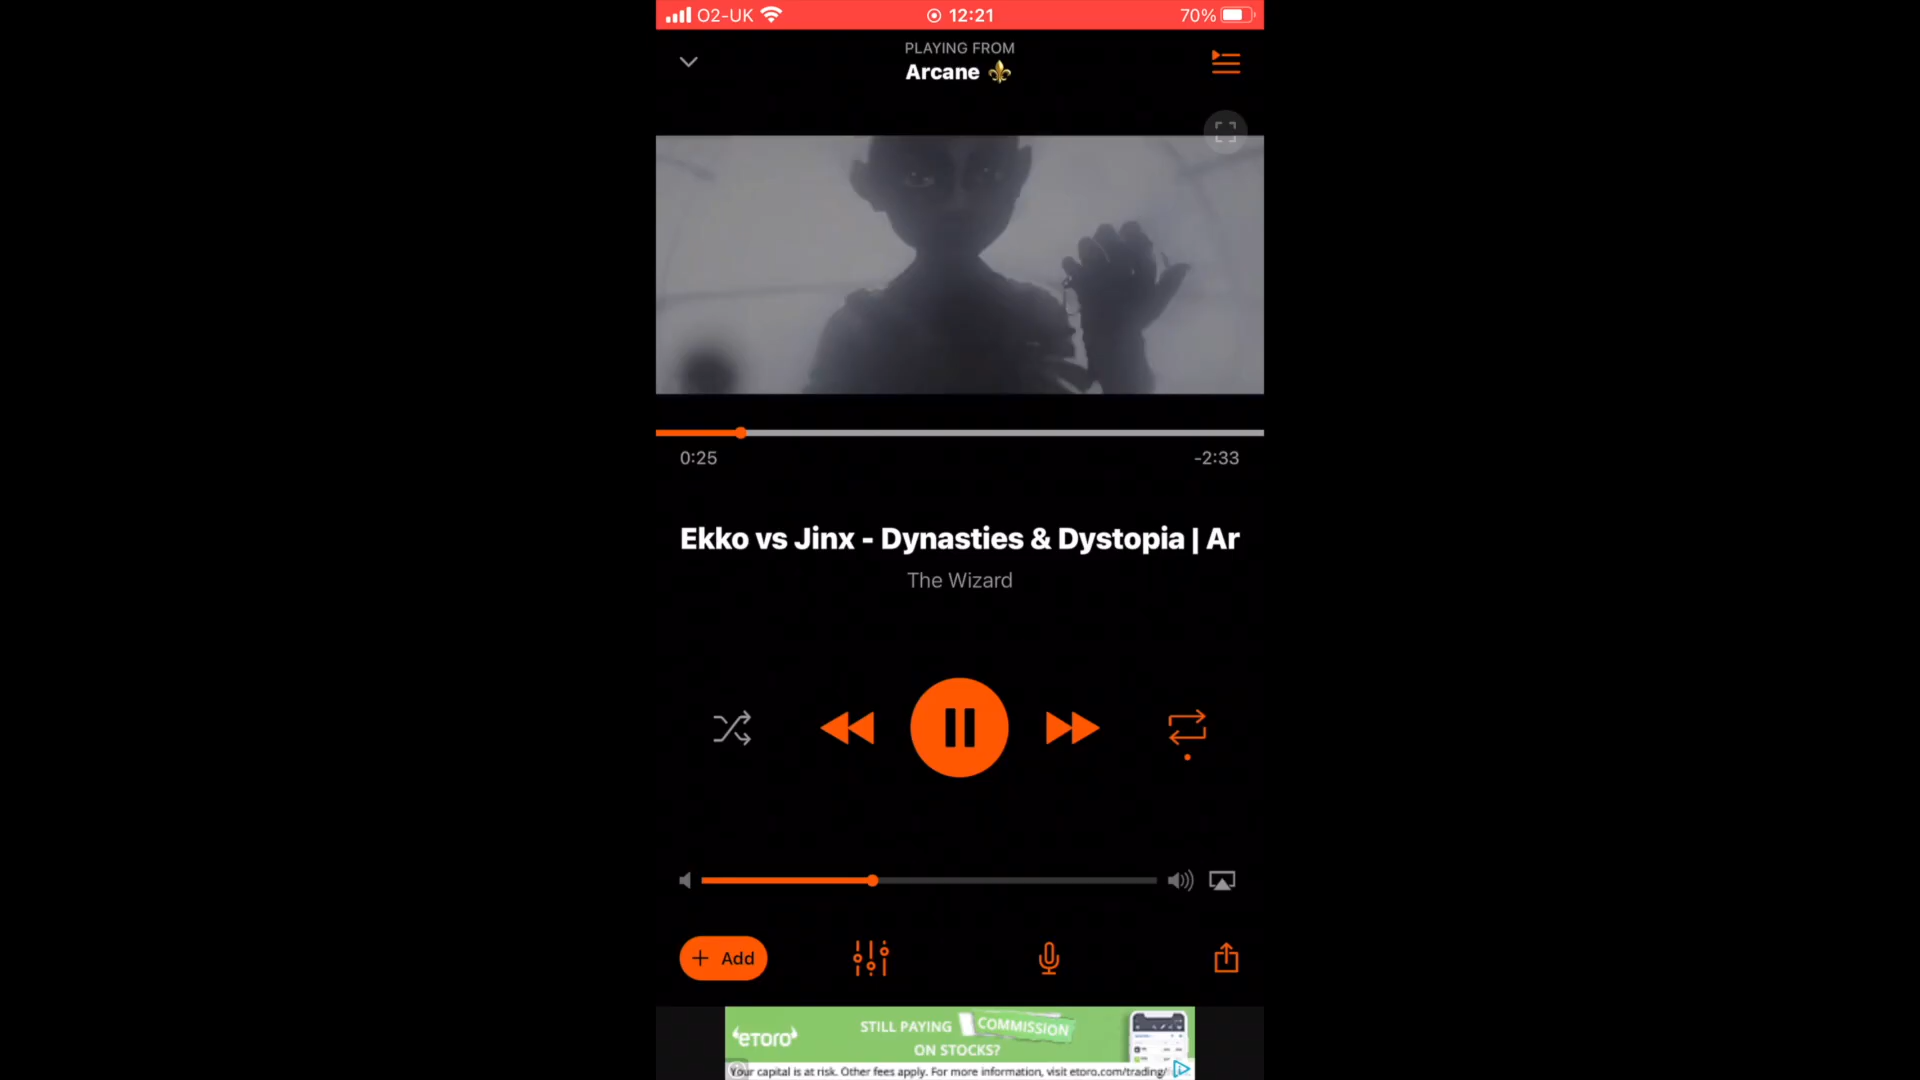 O2-UK
12:21
70%
PLAYING FROM
Arcane ⚜️
0:25
-2:33
Ekko vs Jinx - Dynasties & Dystopia | Ar
The Wizard
+ Add
eToro
STILL PAYING COMMISSION
ON STOCKS?
Your capital is at risk. Other fees apply. For more information, visit etoro.com/trading/